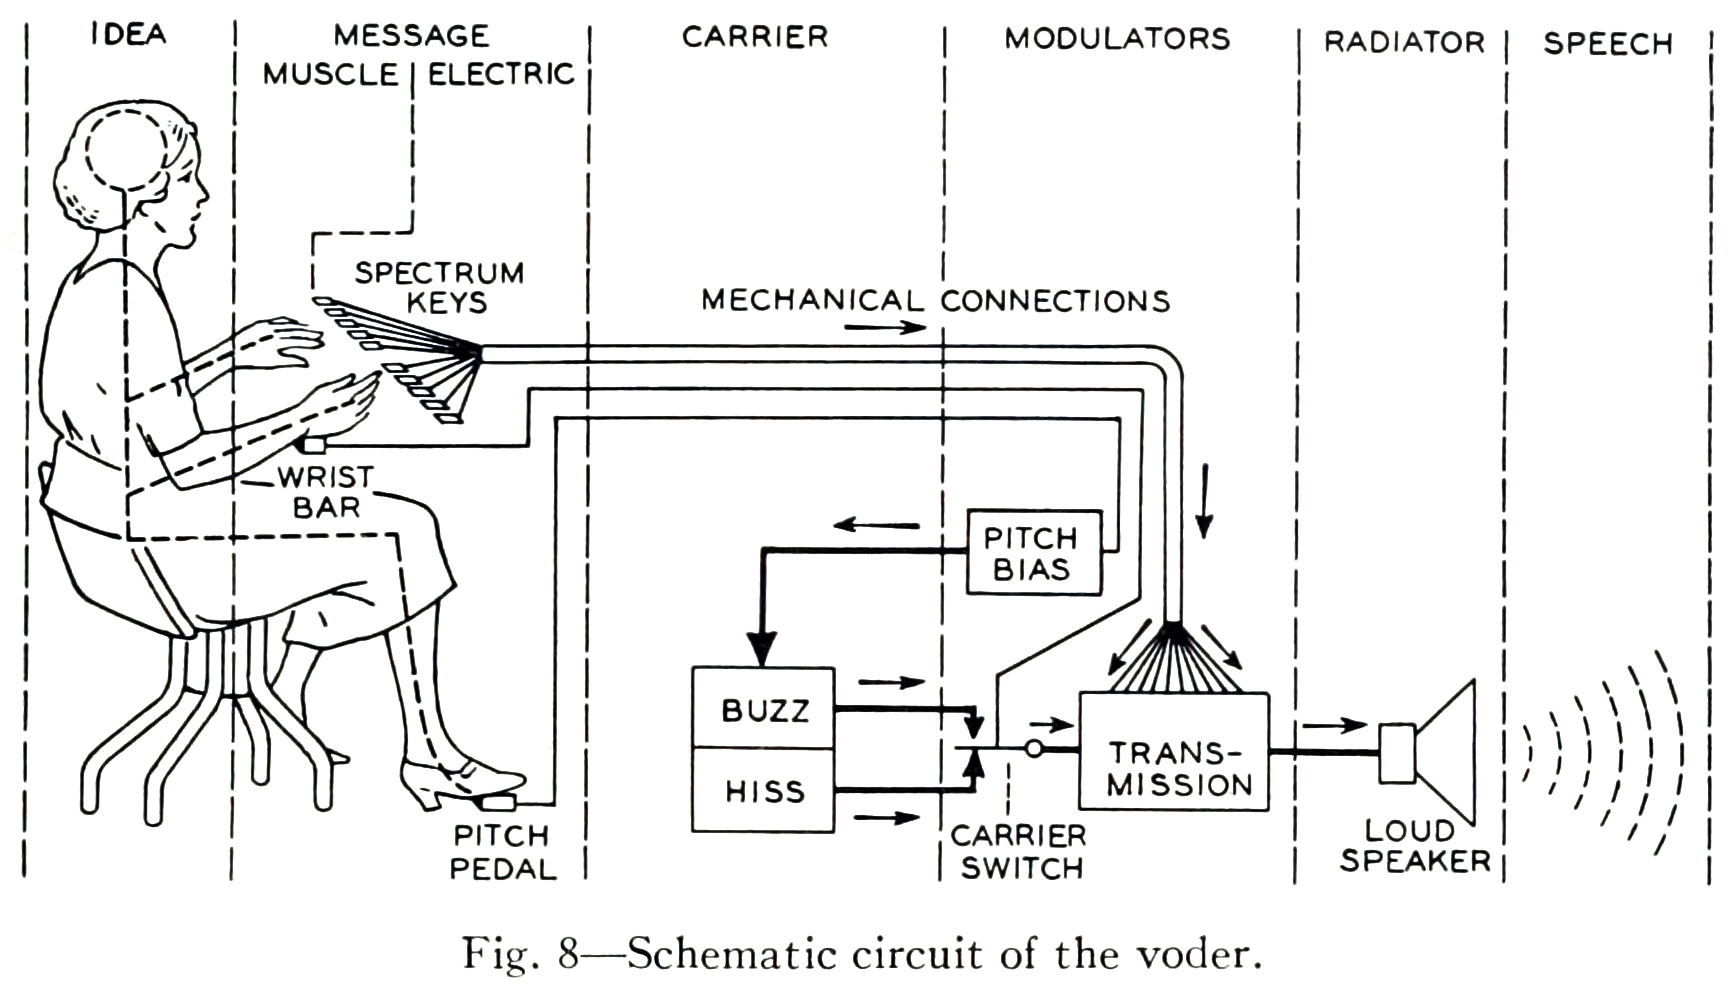 IDEA
MESSAGE
MUSCLE | ELECTRIC
CARRIER
MODULATORS
RADIATOR
SPEECH
SPECTRUM
KEYS
MECHANICAL CONNECTIONS
WRIST
BAR
PITCH
BIAS
BUZZ
HISS
TRANS-
MISSION
CARRIER
SWITCH
PITCH
PEDAL
LOUD
SPEAKER
Fig. 8—Schematic circuit of the voder.